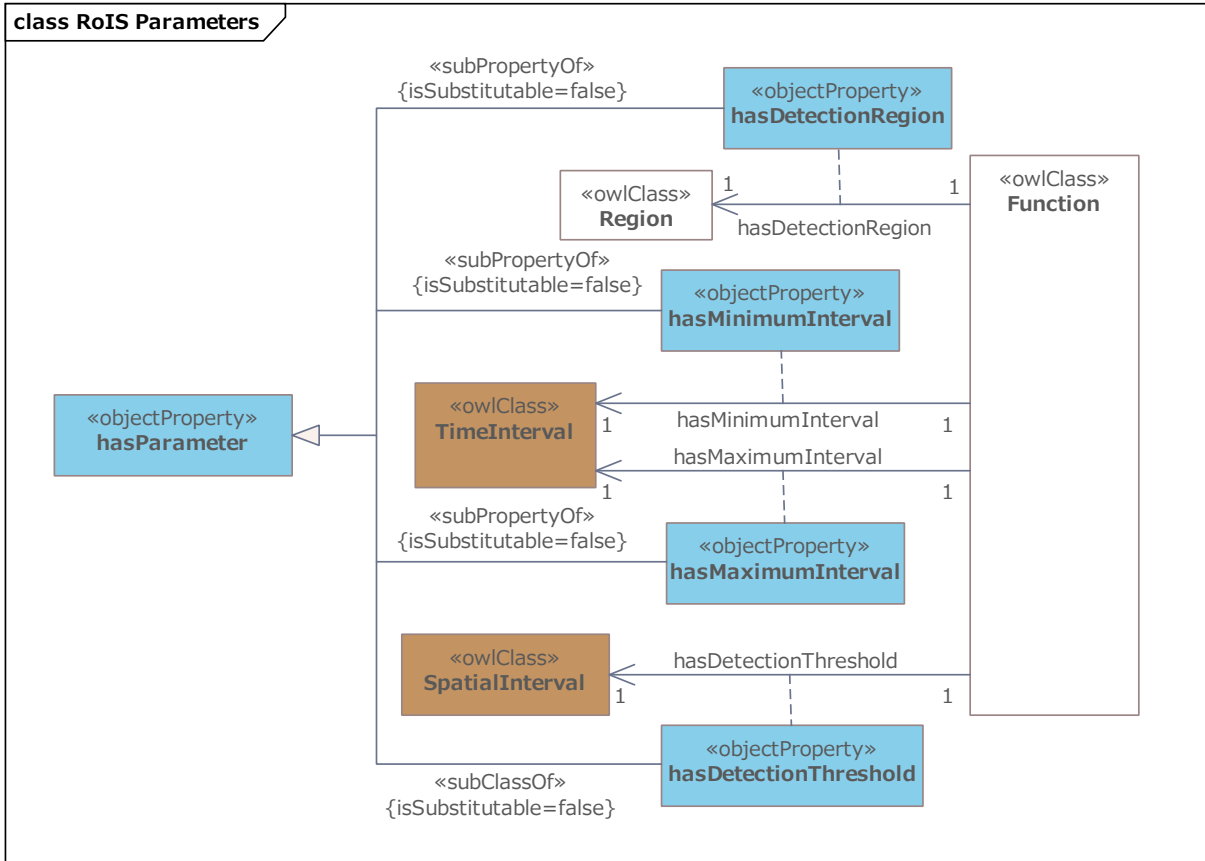 class RoIS Parameters
«subPropertyOf»
{isSubstitutable=false}
«objectProperty»
hasDetectionRegion
«owlClass»
Region
1
1
hasDetectionRegion
«owlClass»
Function
«subPropertyOf»
{isSubstitutable=false}
«objectProperty»
hasMinimumInterval
«objectProperty»
hasParameter
«owlClass»
TimeInterval
1
hasMinimumInterval
1
hasMaximumInterval
1
1
«subPropertyOf»
{isSubstitutable=false}
«objectProperty»
hasMaximumInterval
«owlClass»
SpatialInterval
hasDetectionThreshold
1
1
«objectProperty»
hasDetectionThreshold
«subClassOf»
{isSubstitutable=false}